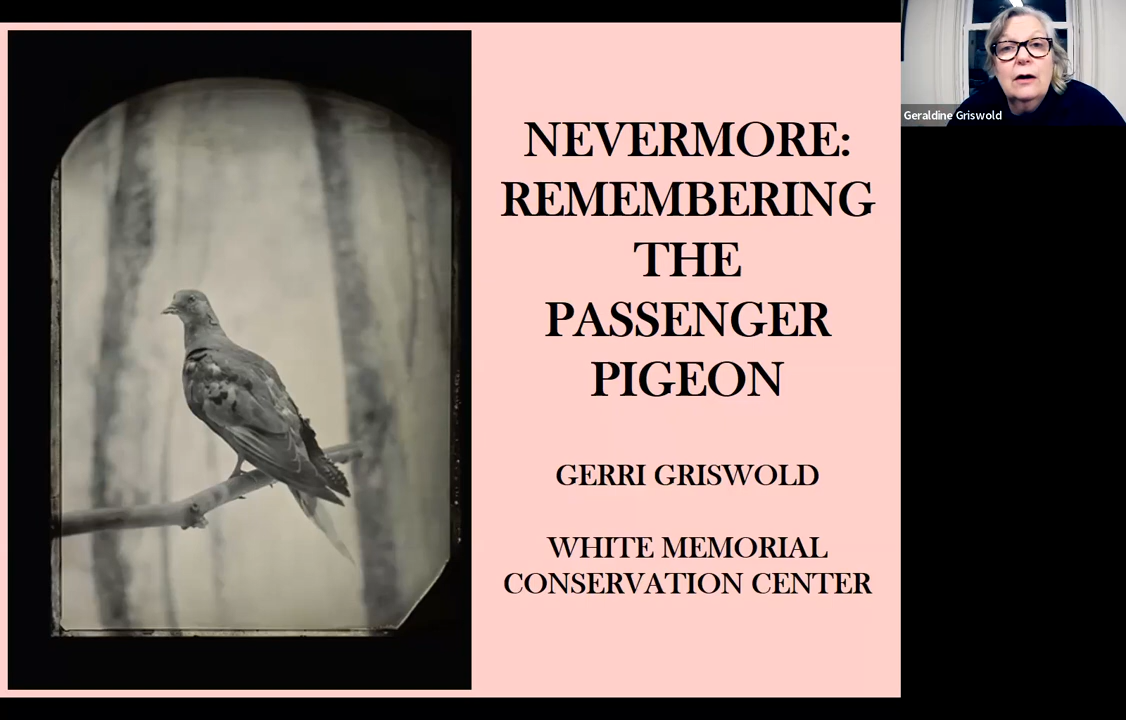 NEVERMORE:
REMEMBERING
THE
PASSENGER
PIGEON
GERRI GRISWOLD
WHITE MEMORIAL
CONSERVATION CENTER
Geraldine Griswold